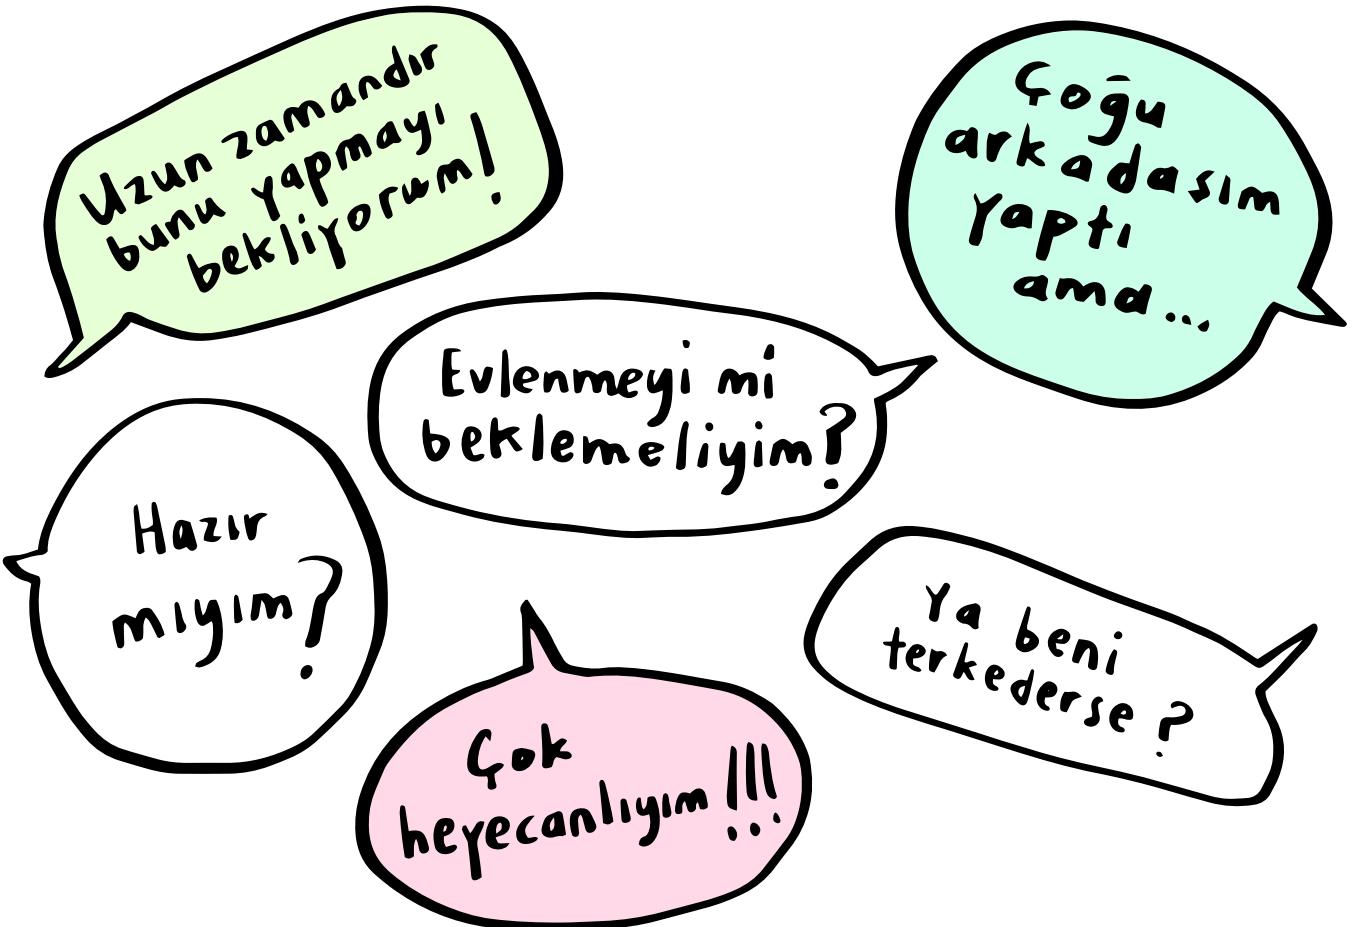 Uzun zamandır
bunu yapmayı
bekliyorum!
Çoğu
arkadaşım
yaptı
ama...
Evlenmeyi mi
beklemeliyim?
Hazır
mıyım?
Ya beni
terkederse?
Çok
heyecanlıyım!!!